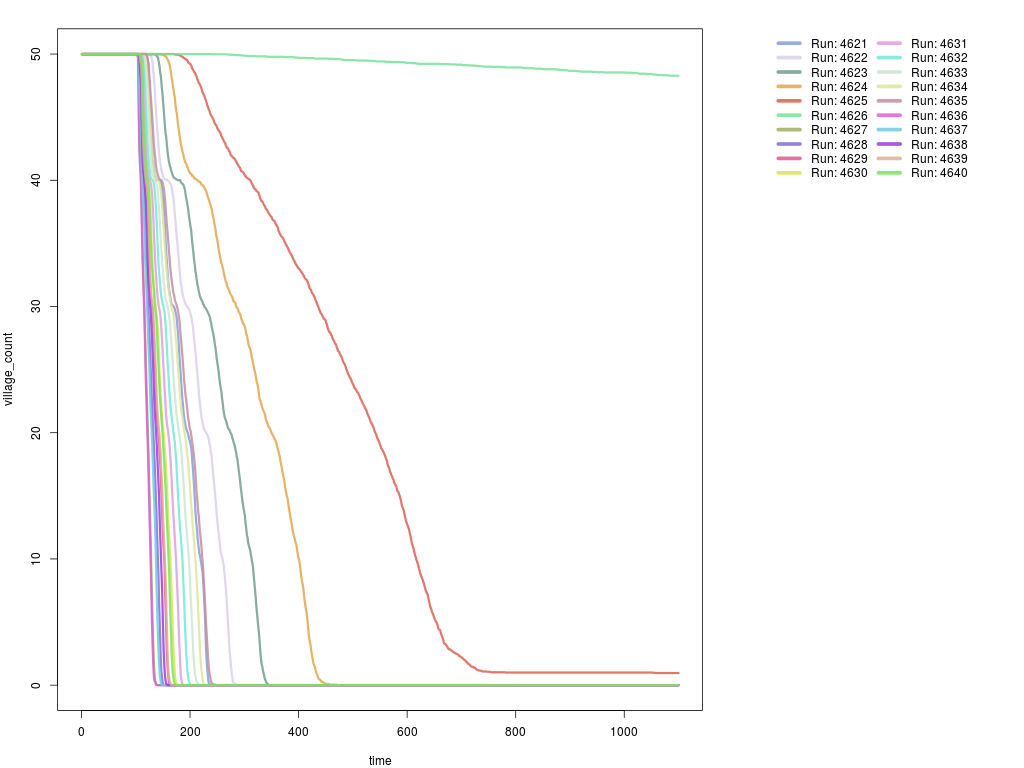 50
40
30
20
10
0
village_count
0 200 400 600 800 1000
time
Run: 4621 Run: 4631
Run: 4622 Run: 4632
Run: 4623 Run: 4633
Run: 4624 Run: 4634
Run: 4625 Run: 4635
Run: 4626 Run: 4636
Run: 4627 Run: 4637
Run: 4628 Run: 4638
Run: 4629 Run: 4639
Run: 4630 Run: 4640